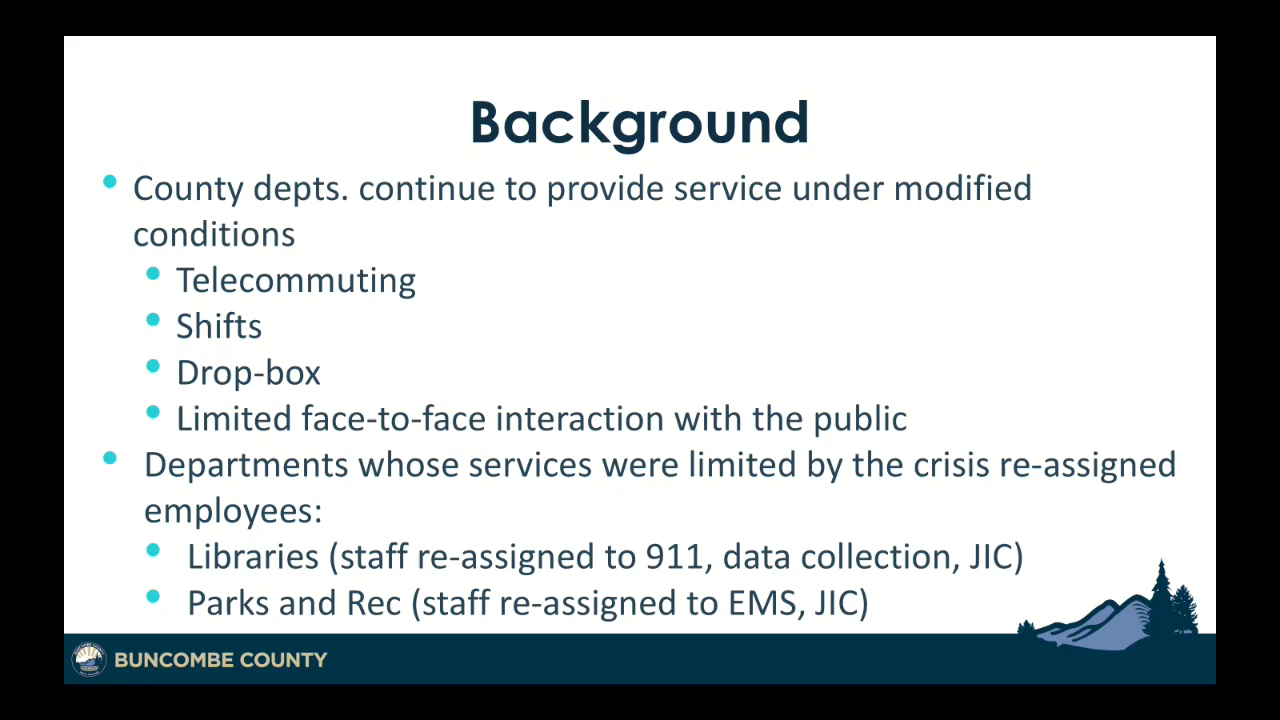 Background
• County depts. continue to provide service under modified
conditions
• Telecommuting
• Shifts
• Drop-box
• Limited face-to-face interaction with the public
• Departments whose services were limited by the crisis re-assigned
employees:
• Libraries (staff re-assigned to 911, data collection, JIC)
• Parks and Rec (staff re-assigned to EMS, JIC)
BUNCOMBE COUNTY